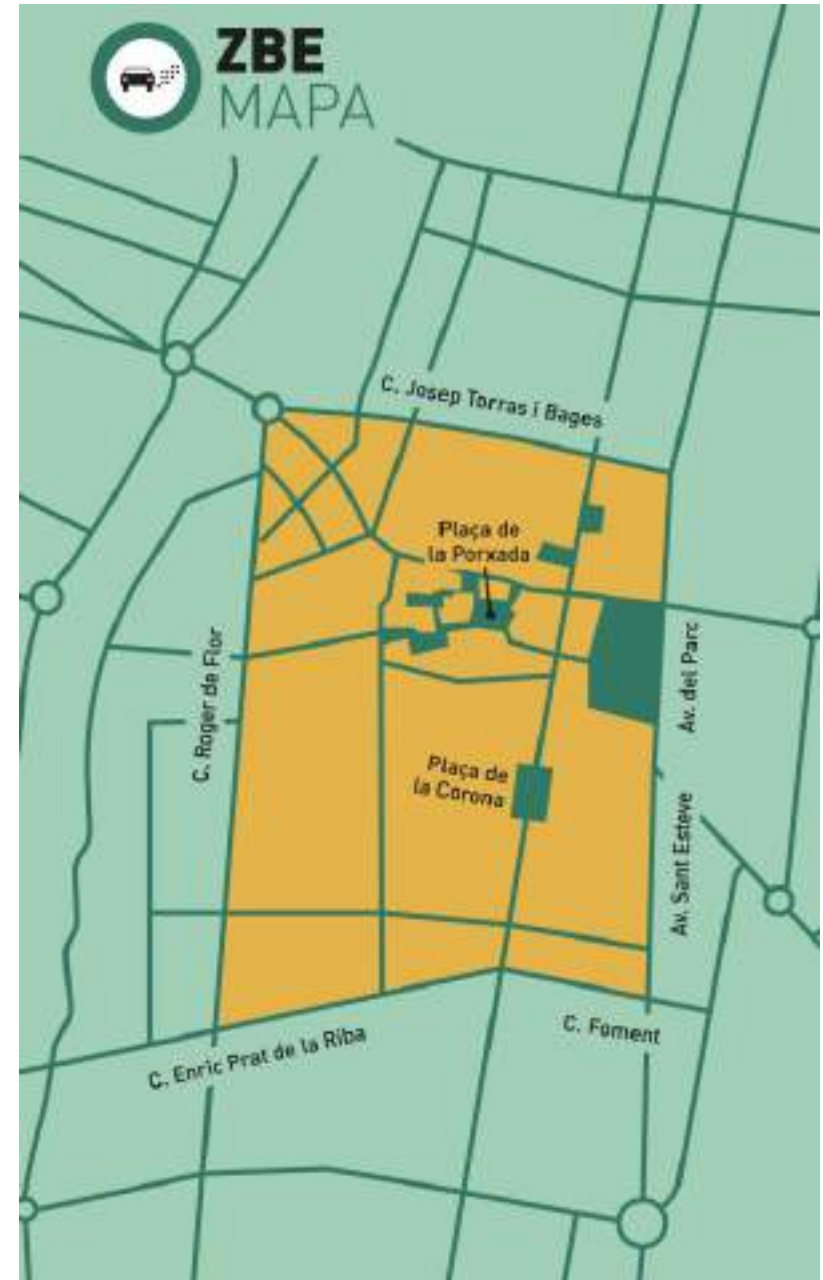 ZBE
MAPA
C. Josep Torras i Bages
Plaça de
la Porxada
C. Roger de Flor
Av. del Parc
Plaça de
la Corona
Av. Sant Esteve
C. Foment
C. Enric Prat de la Riba